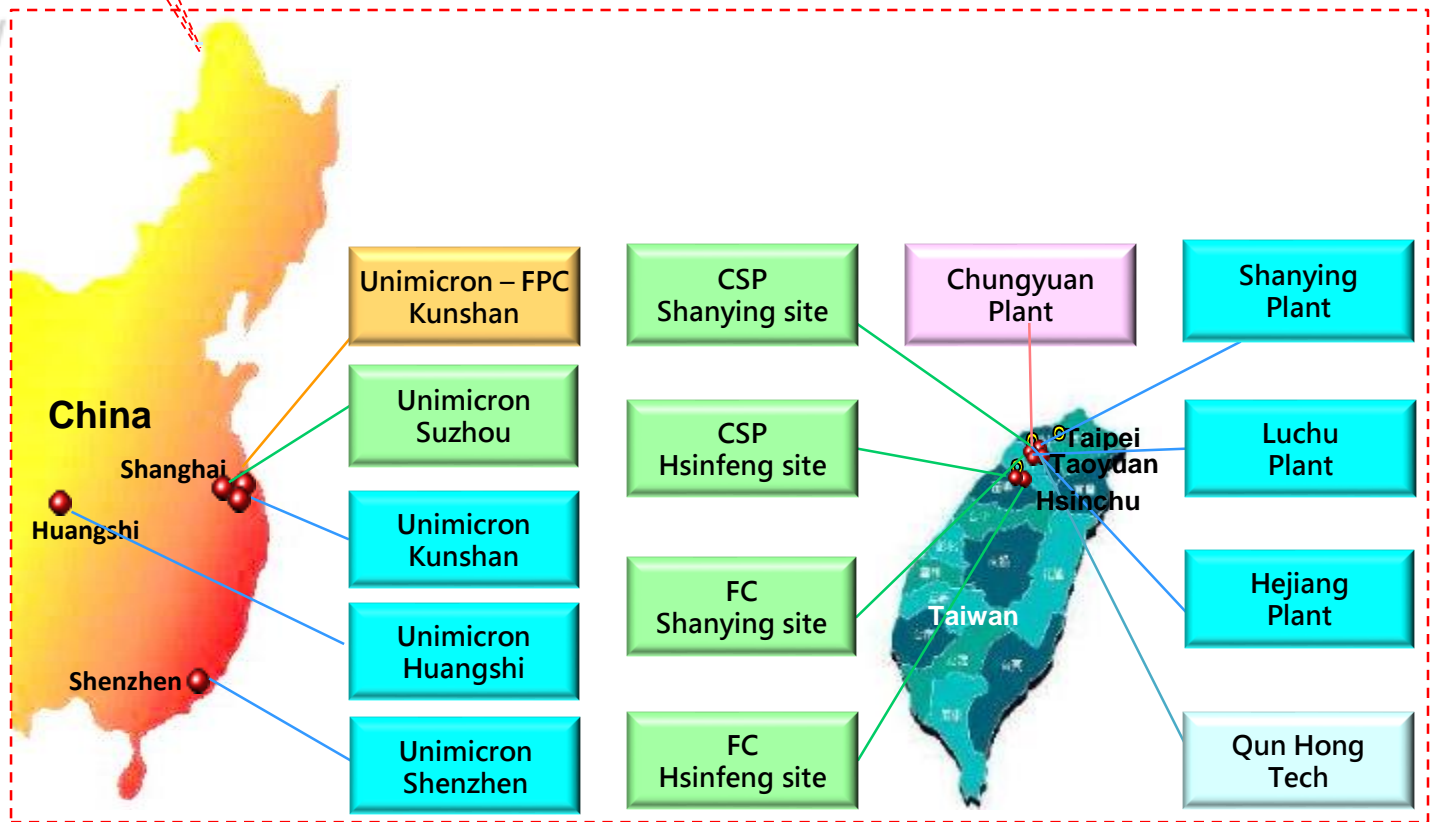 Unimicron – FPC
Kunshan
Unimicron
Suzhou
Unimicron
Kunshan
Unimicron
Huangshi
Unimicron
Shenzhen
China
Shanghai
Huangshi
Shenzhen
CSP
Shanying site
CSP
Hsinfeng site
FC
Shanying site
FC
Hsinfeng site
Chungyuan
Plant
Taipei
Taoyuan
Hsinchu
Taiwan
Shanying
Plant
Luchu
Plant
Hejiang
Plant
Qun Hong
Tech